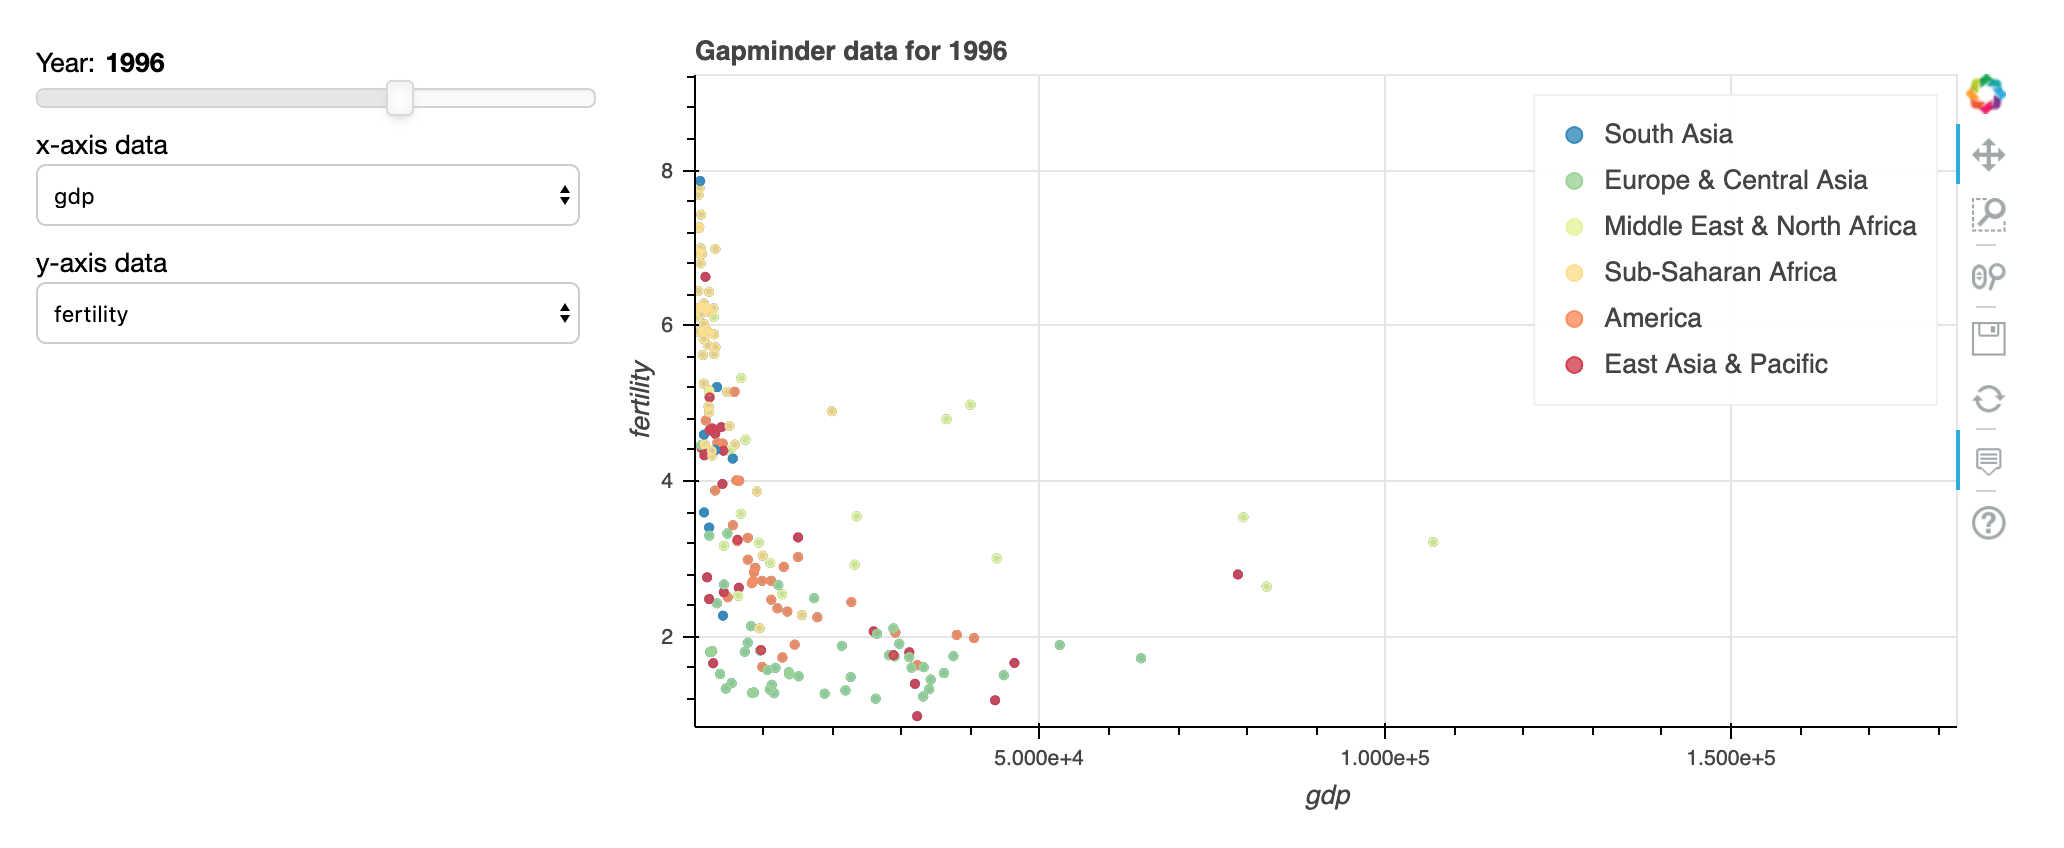 Year: 1996
x-axis data
gdp
y-axis data
fertility
Gapminder data for 1996
South Asia
Europe & Central Asia
Middle East & North Africa
Sub-Saharan Africa
America
East Asia & Pacific
8
6
4
2
fertility
5.000e+4
1.000e+5
1.500e+5
gdp
?